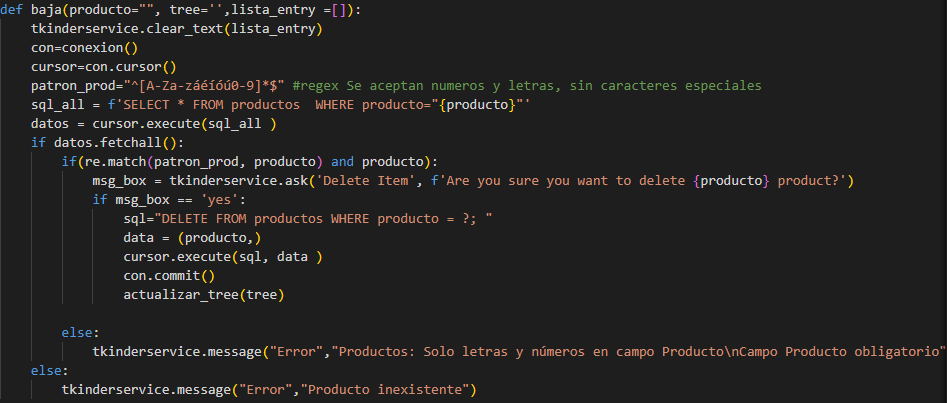 def baja(producto="", tree='',lista_entry =[]):
    tkinderservice.clear_text(lista_entry)
    con=conexion()
    cursor=con.cursor()
    patron_prod="^[A-Za-záéíóú0-9]*$" #regex Se aceptan numeros y letras, sin caracteres especiales
    sql_all = f'SELECT * FROM productos  WHERE producto="{producto}"'
    datos = cursor.execute(sql_all )
    if datos.fetchall():
        if(re.match(patron_prod, producto) and producto):
            msg_box = tkinderservice.ask('Delete Item', f'Are you sure you want to delete {producto} product?')
            if msg_box == 'yes':
                sql="DELETE FROM productos WHERE producto = ?; "
                data = (producto,)
                cursor.execute(sql, data )
                con.commit()
                actualizar_tree(tree)
        else:
            tkinderservice.message("Error","Productos: Solo letras y números en campo Producto\nCampo Producto obligatorio"
    else:
        tkinderservice.message("Error","Producto inexistente")